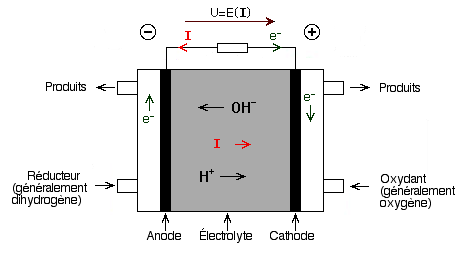 U=E(I)
−
+
I
e⁻
Produits
Produits
e⁻
e⁻
OH⁻
I
H⁺
Réducteur
(généralement
dihydrogène)
Oxydant
(généralement
oxygène)
Anode
Électrolyte
Cathode